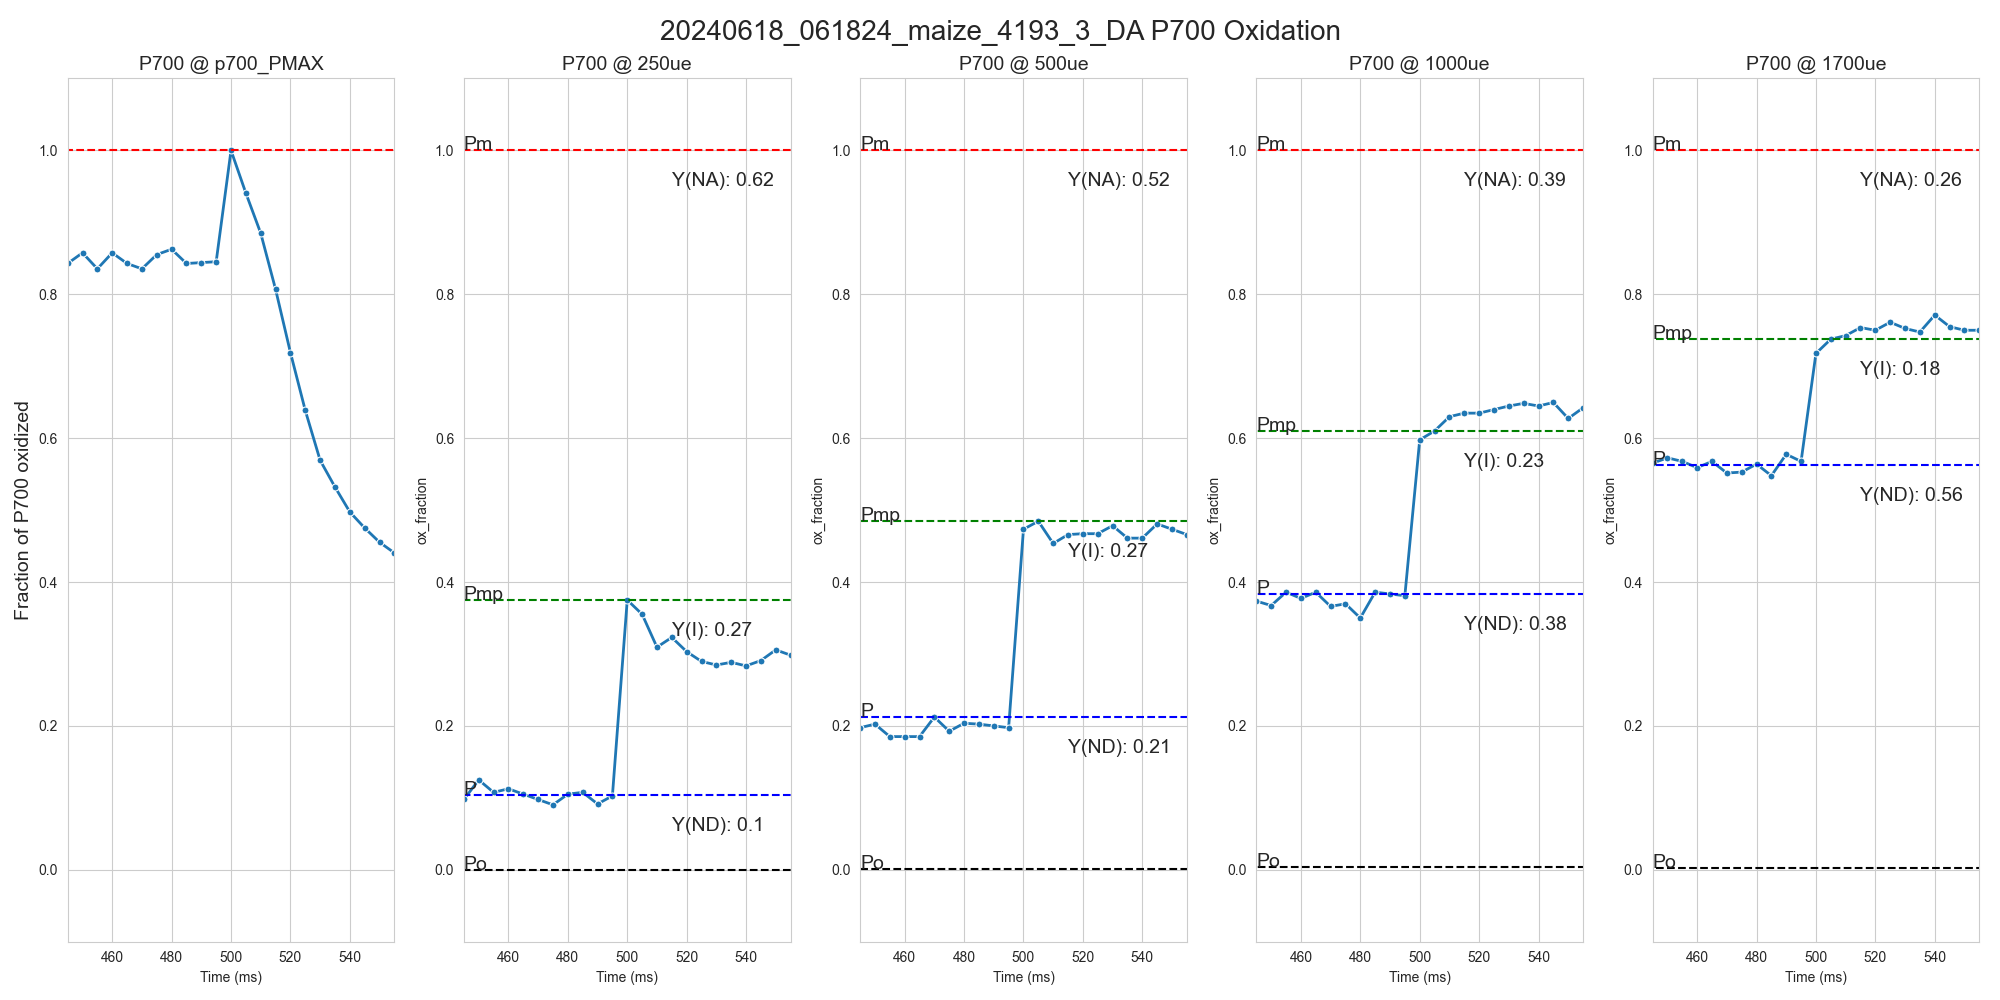 20240618_061824_maize_4193_3_DA P700 Oxidation
P700 @ p700_PMAX
Fraction of P700 oxidized
1.0
0.8
0.6
0.4
0.2
0.0
460 480 500 520 540
Time (ms)
P700 @ 250ue
ox_fraction
1.0
0.8
0.6
0.4
0.2
0.0
Pm
Y(NA): 0.62
Pmp
Y(I): 0.27
P
Y(ND): 0.1
Po
460 480 500 520 540
Time (ms)
P700 @ 500ue
ox_fraction
1.0
0.8
0.6
0.4
0.2
0.0
Pm
Y(NA): 0.52
Pmp
Y(I): 0.27
P
Y(ND): 0.21
Po
460 480 500 520 540
Time (ms)
P700 @ 1000ue
ox_fraction
1.0
0.8
0.6
0.4
0.2
0.0
Pm
Y(NA): 0.39
Pmp
Y(I): 0.23
P
Y(ND): 0.38
Po
460 480 500 520 540
Time (ms)
P700 @ 1700ue
ox_fraction
1.0
0.8
0.6
0.4
0.2
0.0
Pm
Y(NA): 0.26
Pmp
Y(I): 0.18
P
Y(ND): 0.56
Po
460 480 500 520 540
Time (ms)